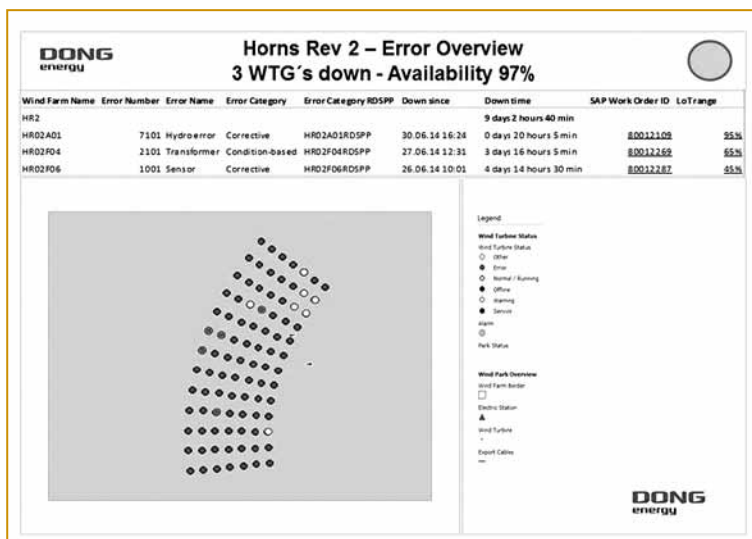 DONG
energy
Horns Rev 2 – Error Overview
3 WTG´s down - Availability 97%
Wind Farm Name Error Number Error Name Error Category Error Category RDSPP Down since Down time SAP Work Order ID LoTrange
HR2 9 days 2 hours 40 min
HR02A01 7101 Hydro error Corrective HR02A01RDSPP 30.06.14 16:24 0 days 20 hours 5 min 80012109 95%
HR02F04 2101 Transformer Condition-based HR02F04RDSPP 27.06.14 12:31 3 days 16 hours 5 min 80012269 65%
HR02F06 1001 Sensor Corrective HR02F06RDSPP 26.06.14 10:01 4 days 14 hours 30 min 80012287 45%
Legend
Wind Turbine Status
Wind Turbine Status
Other
Error
Normal / Running
Offline
Warning
Service
Alarm
Park Status
Wind Park Overview
Wind Farm Border
Electric Station
Wind Turbine
Export Cables
DONG
energy